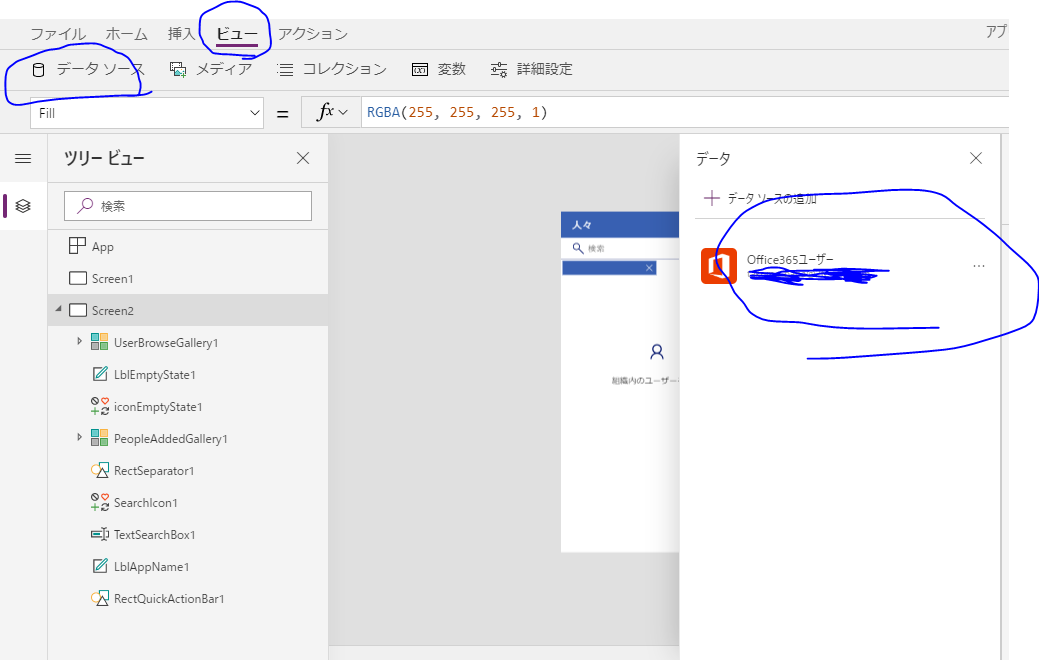 ファイル ホーム 挿入 ビュー アクション アプ
データ ソース メディア コレクション 変数 詳細設定
Fill = fx RGBA(255, 255, 255, 1)
ツリー ビュー
検索
App
Screen1
Screen2
UserBrowseGallery1
LblEmptyState1
iconEmptyState1
PeopleAddedGallery1
RectSeparator1
SearchIcon1
TextSearchBox1
LblAppName1
RectQuickActionBar1
人々
検索
組織内のユーザー
データ
データ ソースの追加
Office365ユーザー